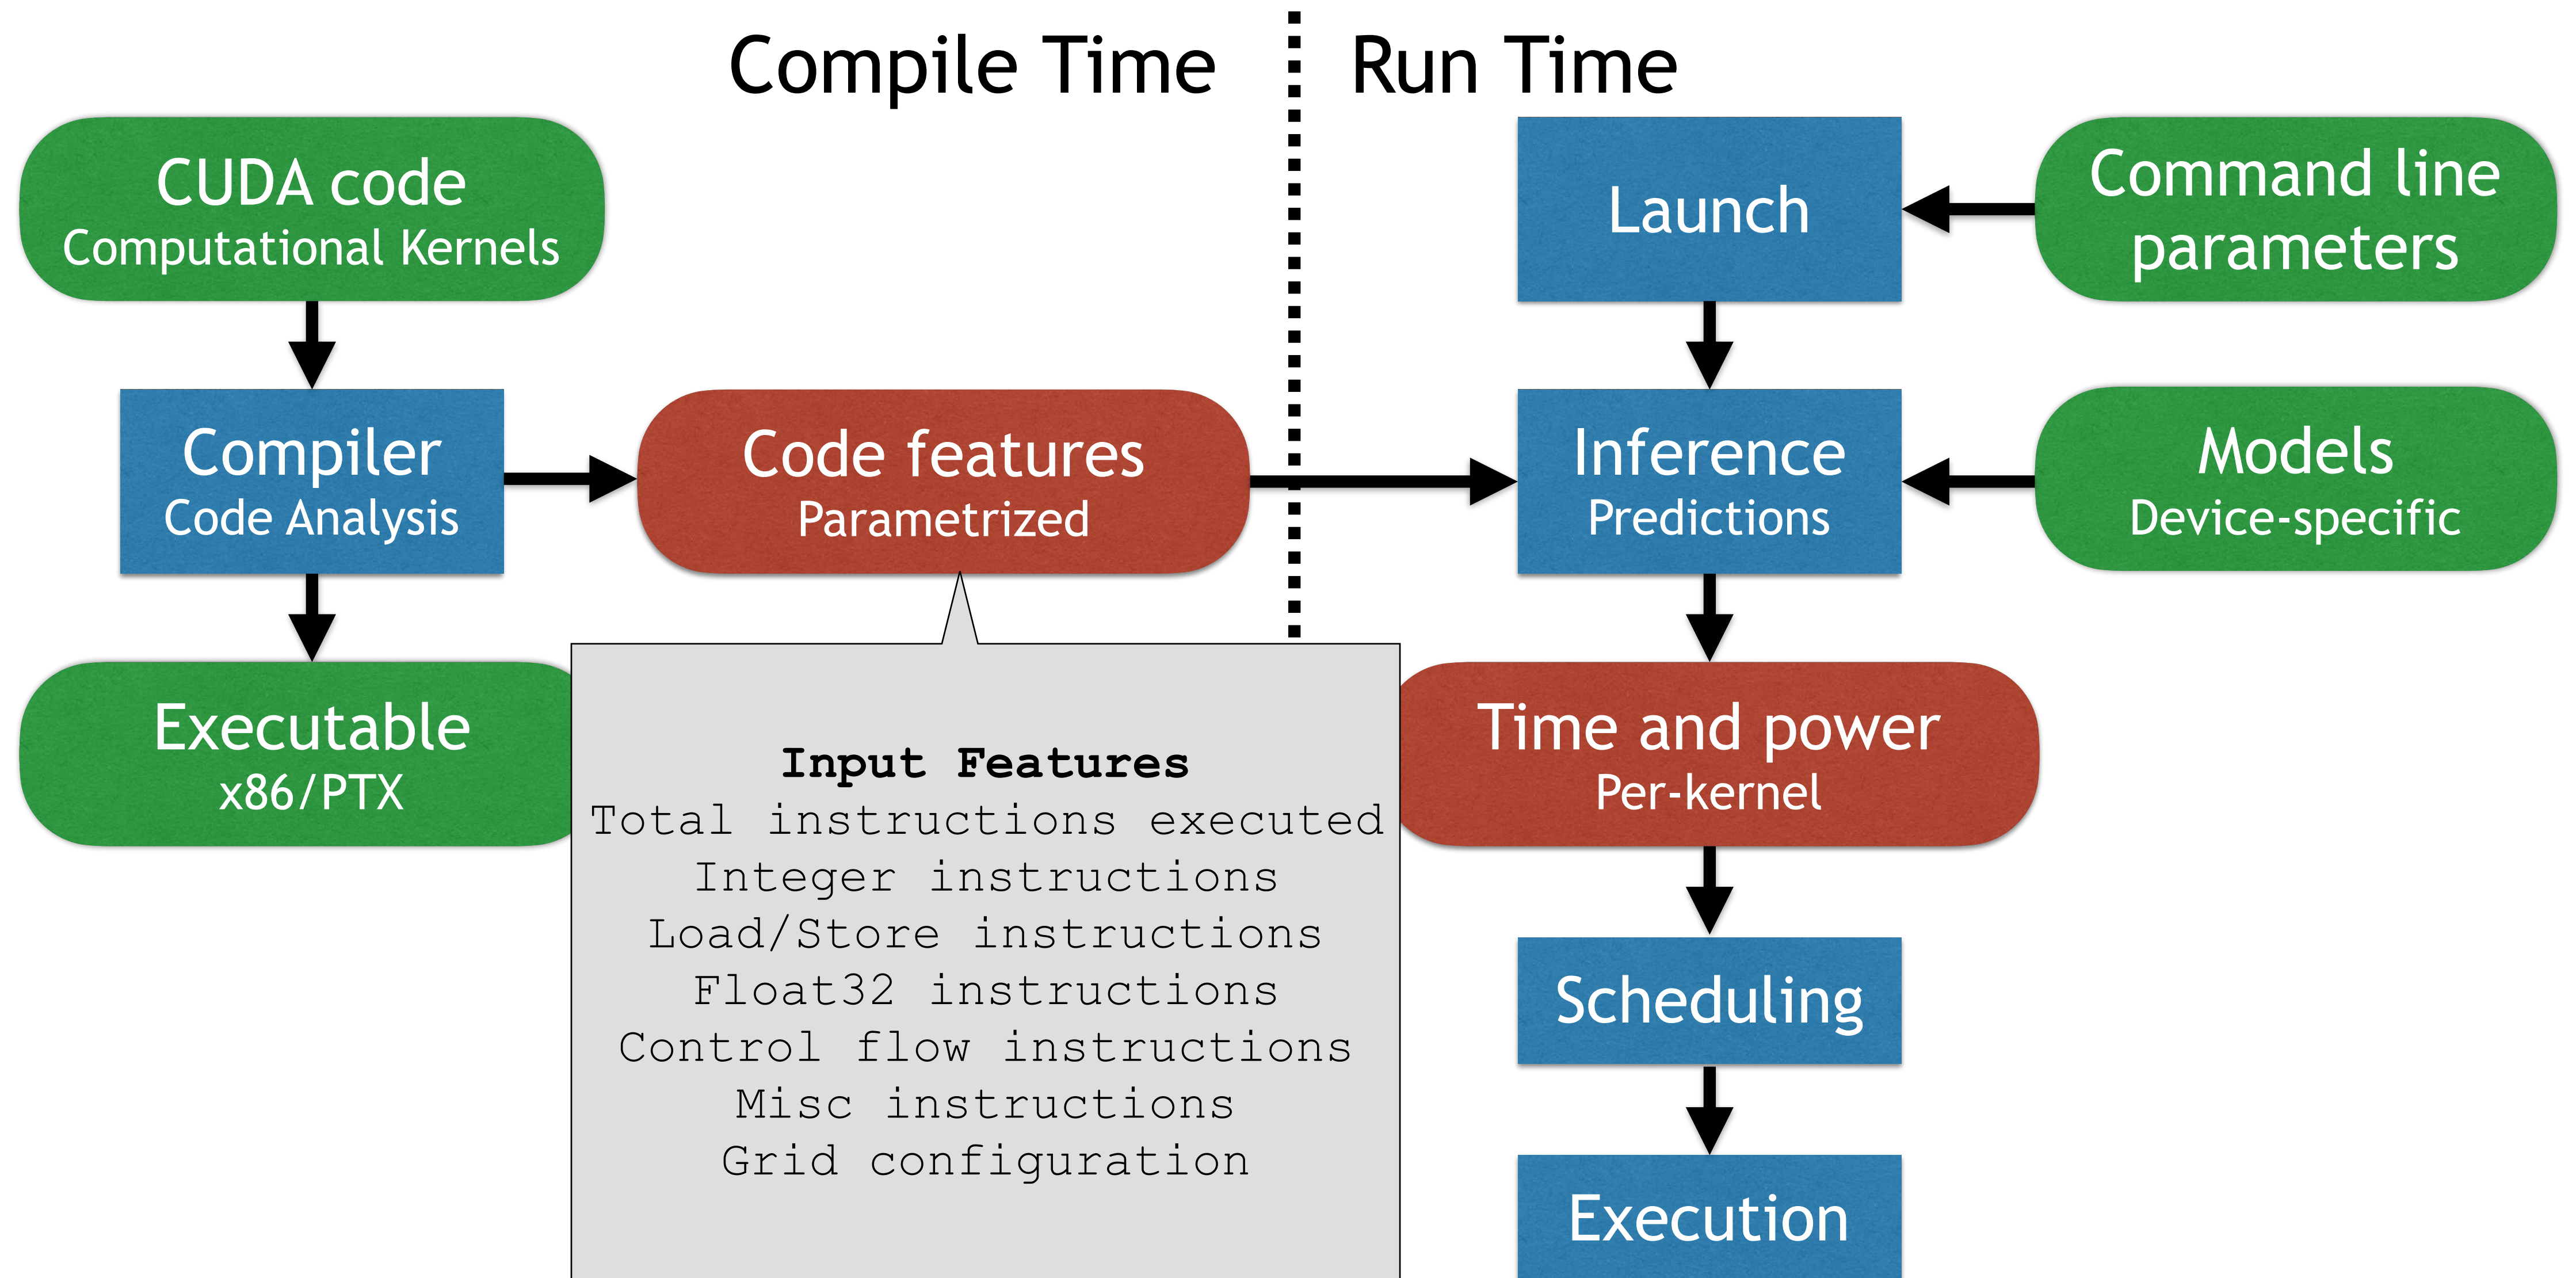 Compile Time
Run Time
CUDA code
Computational Kernels
Compiler
Code Analysis
Executable
x86/PTX
Code features
Parametrized
Input Features
Total instructions executed
Integer instructions
Load/Store instructions
Float32 instructions
Control flow instructions
Misc instructions
Grid configuration
Launch
Command line
parameters
Inference
Predictions
Models
Device-specific
Time and power
Per-kernel
Scheduling
Execution